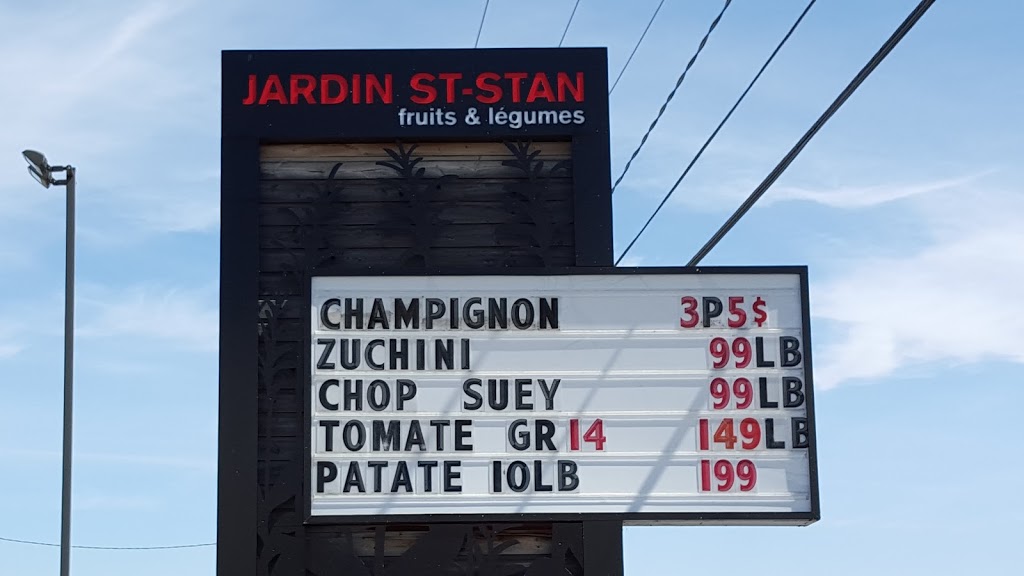 JARDIN ST-STAN
fruits & légumes
CHAMPIGNON 3P5$
ZUCHINI 99LB
CHOP SUEY 99LB
TOMATE GR14 149LB
PATATE 10LB 199